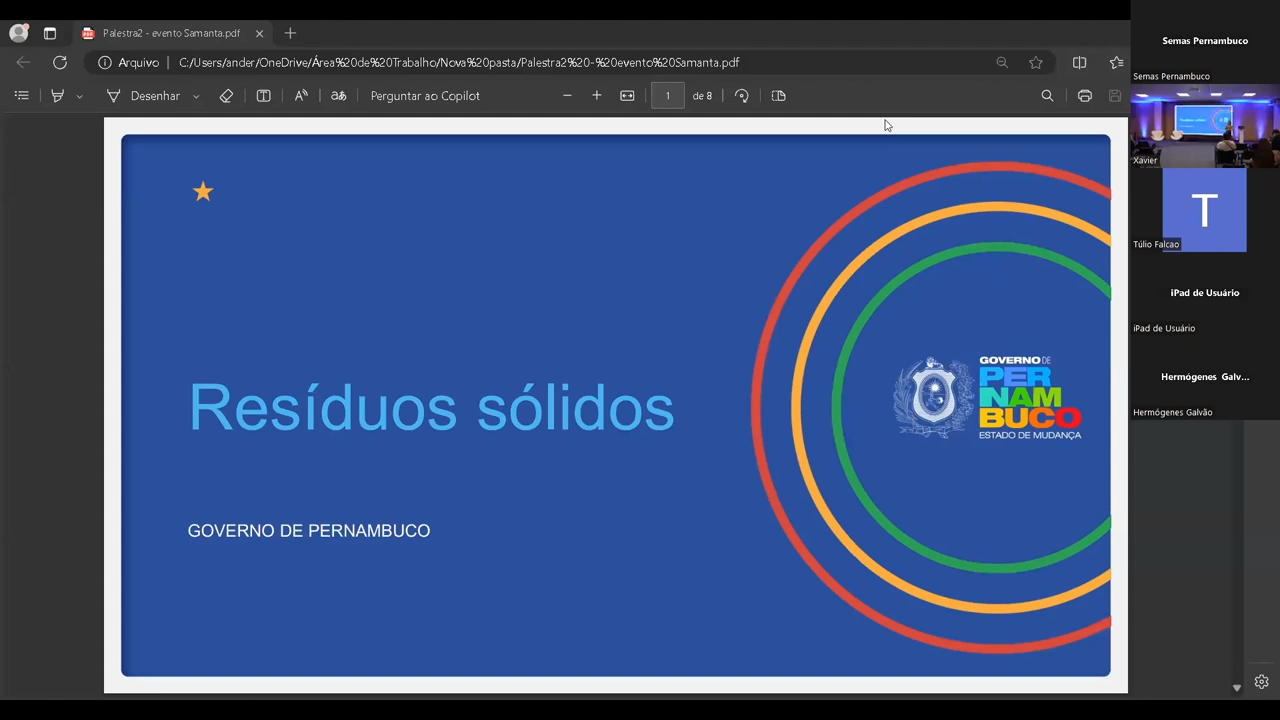 Palestra2 - evento Samanta.pdf
Arquivo
C:/Users/ander/OneDrive/Área%20de%20Trabalho/Nova%20pasta/Palestra2%20-%20evento%20Samanta.pdf
Desenhar
Perguntar ao Copilot
1 de 8
Resíduos sólidos
GOVERNO DE PERNAMBUCO
GOVERNO DE
PER
NAM
BUCO
ESTADO DE MUDANÇA
Semas Pernambuco
Semas Pernambuco
Resíduos sólidos
Xavier
T
Túlio Falcao
iPad de Usuário
iPad de Usuário
Hermógenes Galv...
Hermógenes Galvão